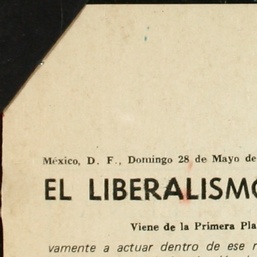 México, D. F., Domingo 28 de Mayo de
EL LIBERALISMO
Viene de la Primera Pla
vamente a actuar dentro de ese r